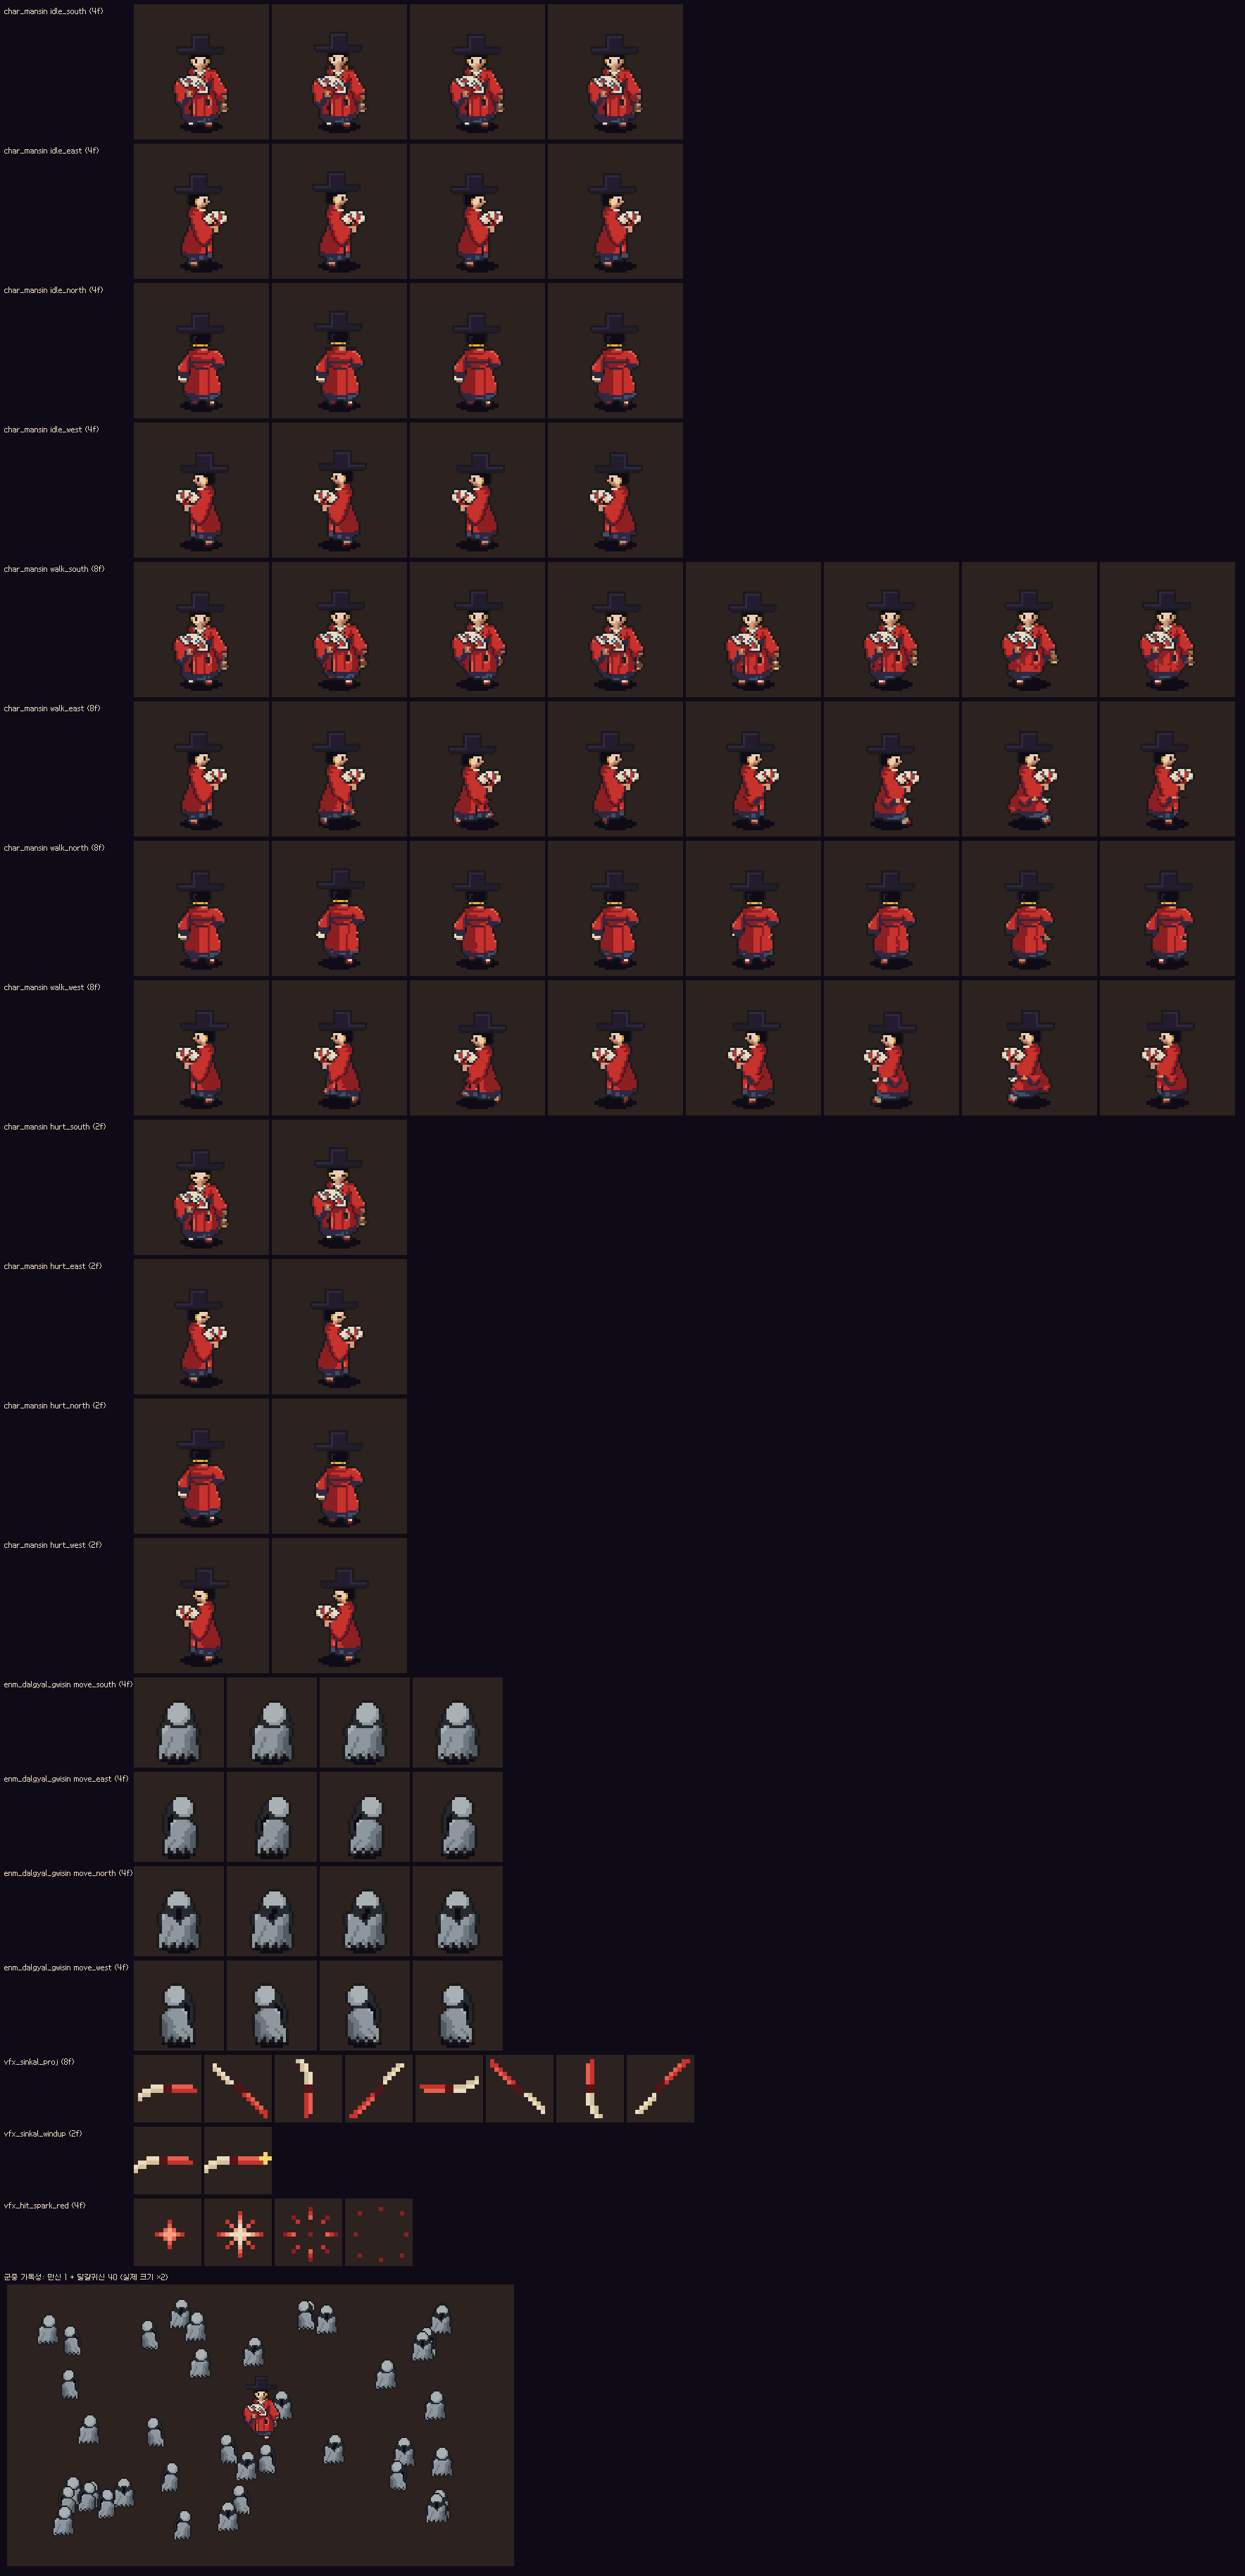 char_mansin idle_south (4f)
char_mansin idle_east (4f)
char_mansin idle_north (4f)
char_mansin idle_west (4f)
char_mansin walk_south (8f)
char_mansin walk_east (8f)
char_mansin walk_north (8f)
char_mansin walk_west (8f)
char_mansin hurt_south (2f)
char_mansin hurt_east (2f)
char_mansin hurt_north (2f)
char_mansin hurt_west (2f)
enm_dalgyal_gwisin move_south (4f)
enm_dalgyal_gwisin move_east (4f)
enm_dalgyal_gwisin move_north (4f)
enm_dalgyal_gwisin move_west (4f)
vfx_sinkal_proj (8f)
vfx_sinkal_windup (2f)
vfx_hit_spark_red (4f)
군중 가독성: 만신 1 + 달걀귀신 40 (실제 크기 ×2)